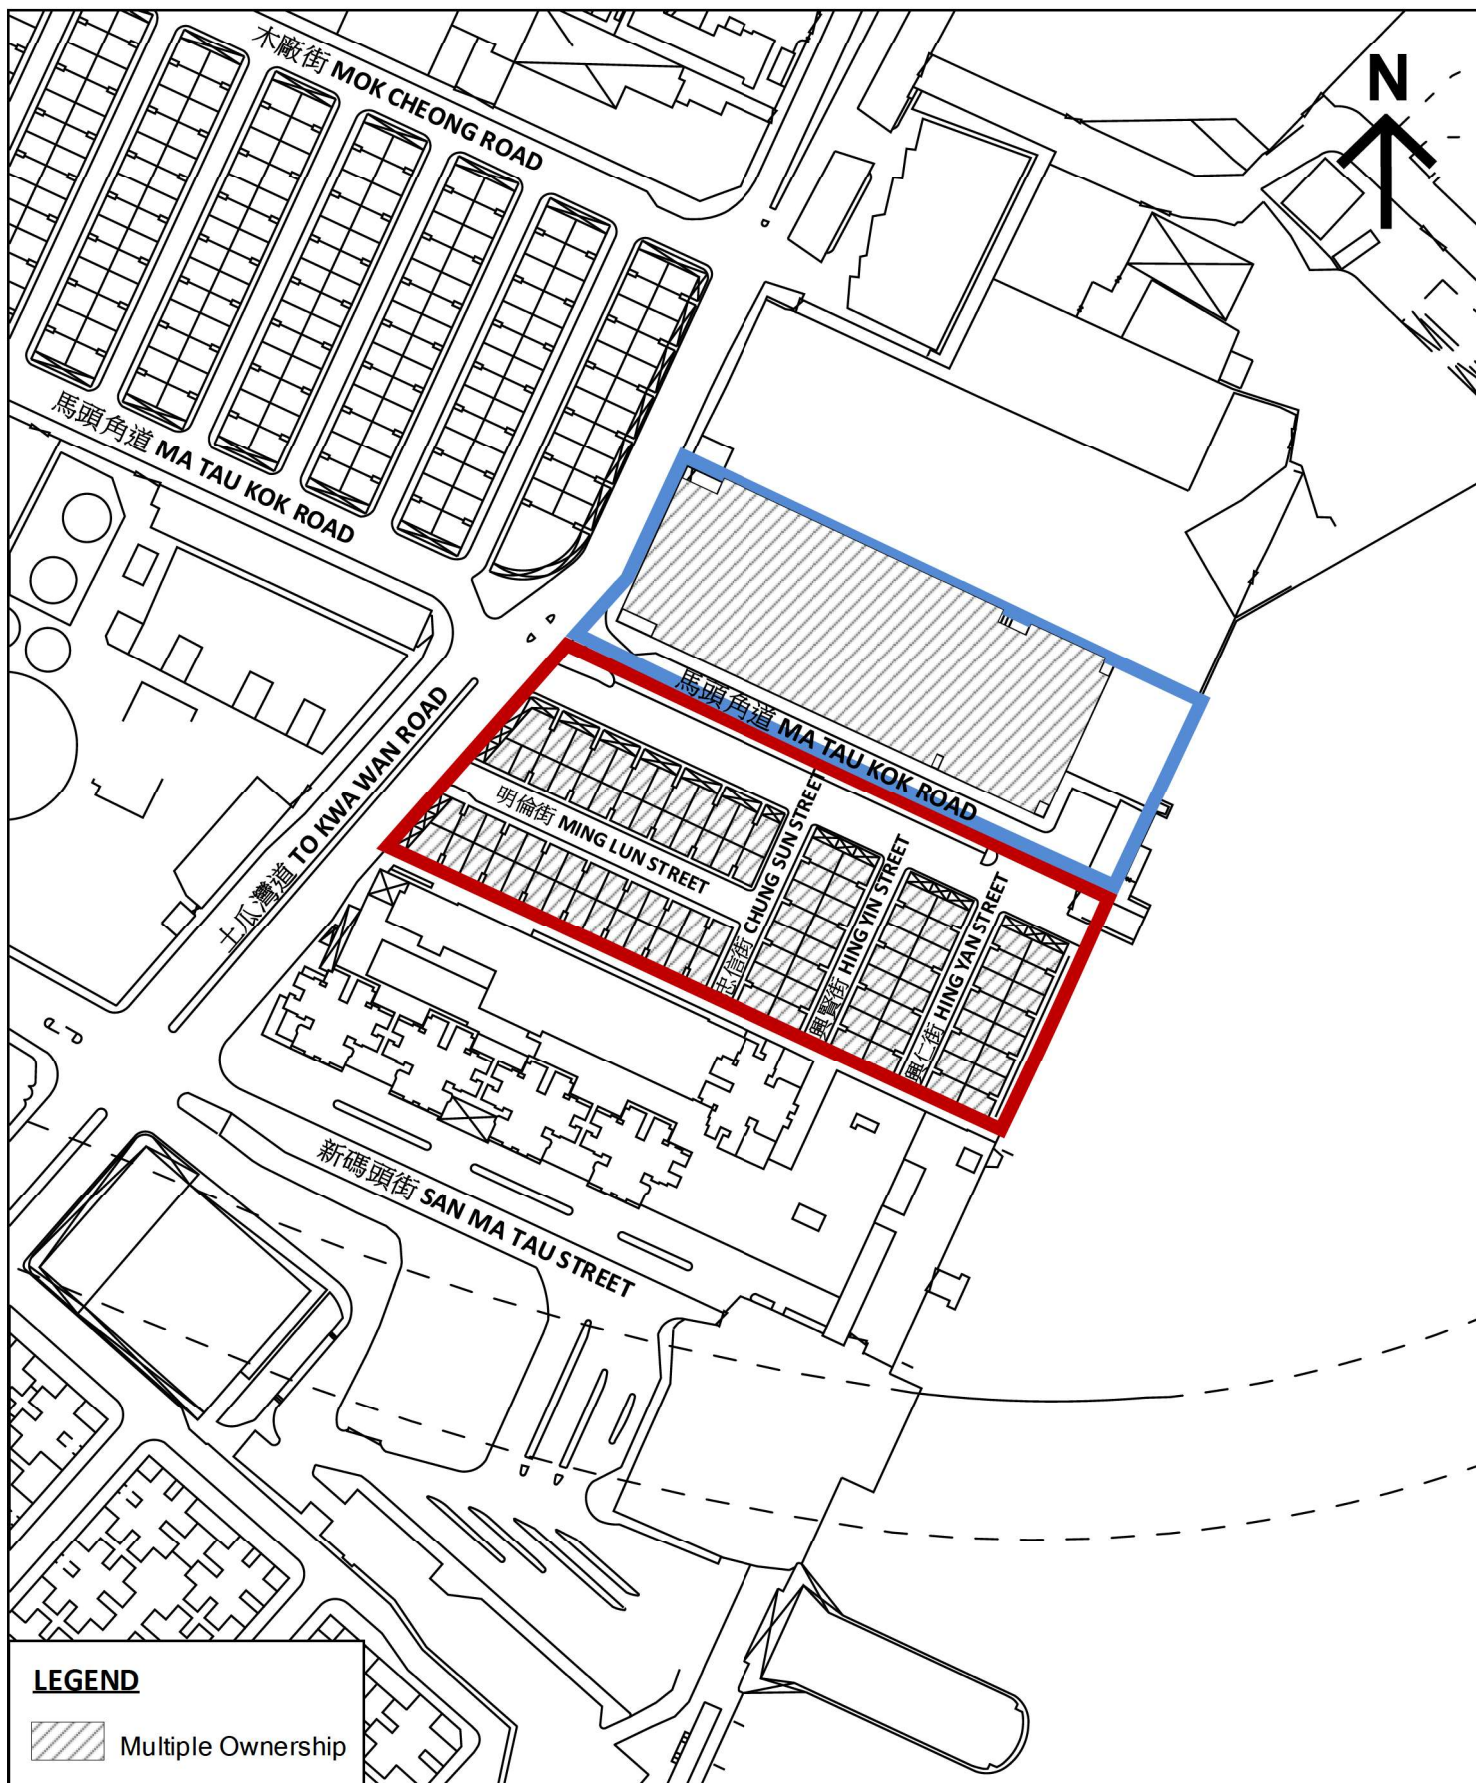 木廠街 MOK CHEONG ROAD
N
馬頭角道 MA TAU KOK ROAD
馬頭角道 MA TAU KOK ROAD
土瓜灣道 TO KWA WAN ROAD
明倫街 MING LUN STREET
忠信街 CHUNG SUN STREET
興賢街 HING YIN STREET
興仁街 HING YAN STREET
新碼頭街 SAN MA TAU STREET
LEGEND
Multiple Ownership